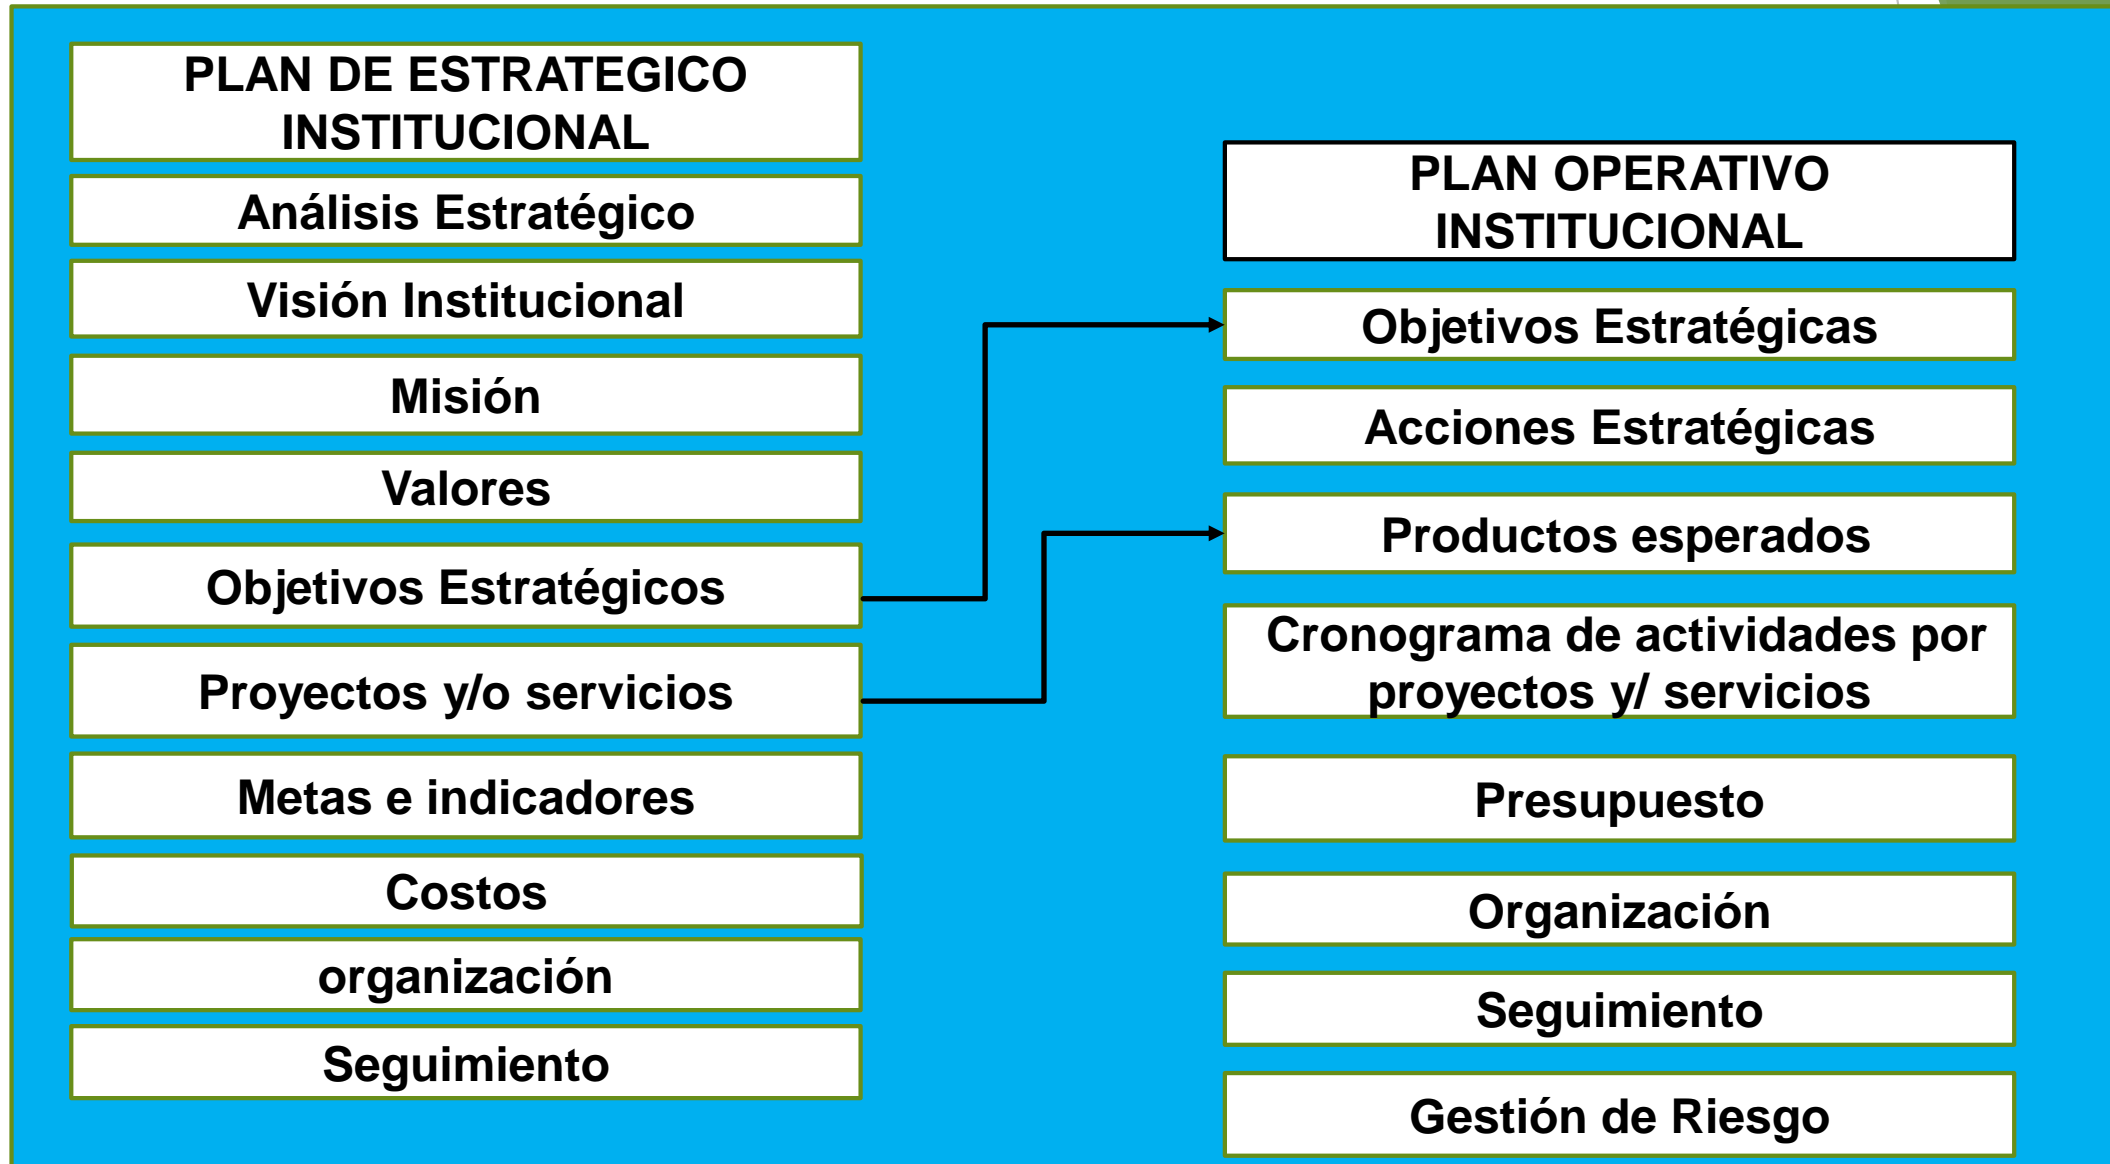 PLAN DE ESTRATEGICO
INSTITUCIONAL
Análisis Estratégico
Visión Institucional
Misión
Valores
Objetivos Estratégicos
Proyectos y/o servicios
Metas e indicadores
Costos
organización
Seguimiento
PLAN OPERATIVO
INSTITUCIONAL
Objetivos Estratégicas
Acciones Estratégicas
Productos esperados
Cronograma de actividades por
proyectos y/ servicios
Presupuesto
Organización
Seguimiento
Gestión de Riesgo